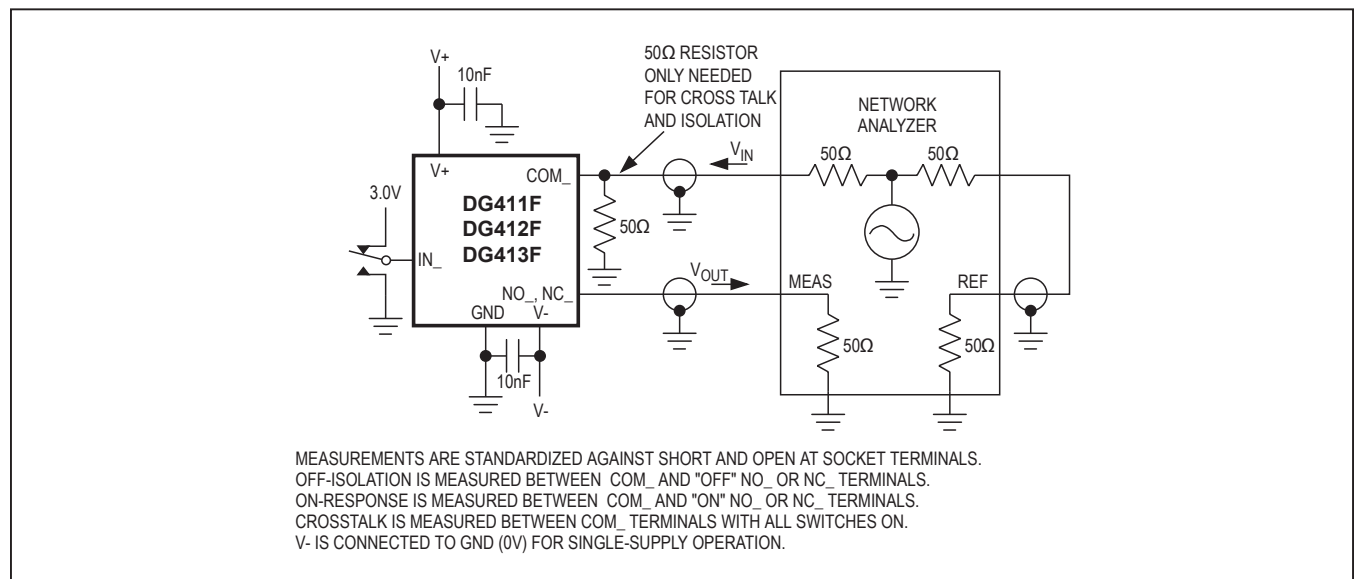 V+
10nF
50Ω RESISTOR
ONLY NEEDED
FOR CROSS TALK
AND ISOLATION
NETWORK
ANALYZER
V+
COM_
VIN
50Ω
50Ω
3.0V
DG411F
DG412F
DG413F
50Ω
IN_
VOUT
MEAS
REF
NO_, NC_
GND
V-
50Ω
50Ω
10nF
V-
MEASUREMENTS ARE STANDARDIZED AGAINST SHORT AND OPEN AT SOCKET TERMINALS.
OFF-ISOLATION IS MEASURED BETWEEN COM_ AND "OFF" NO_ OR NC_ TERMINALS.
ON-RESPONSE IS MEASURED BETWEEN COM_ AND "ON" NO_ OR NC_ TERMINALS.
CROSSTALK IS MEASURED BETWEEN COM_ TERMINALS WITH ALL SWITCHES ON.
V- IS CONNECTED TO GND (0V) FOR SINGLE-SUPPLY OPERATION.